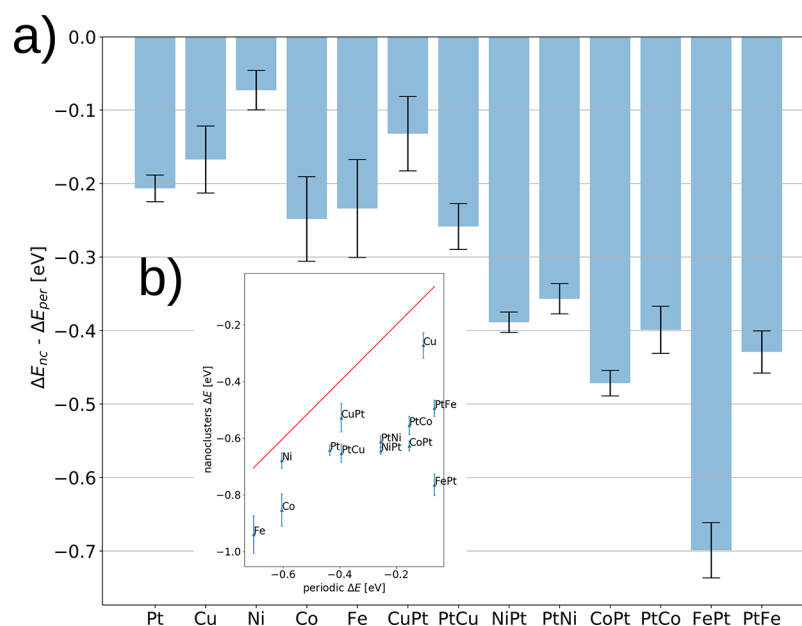 a)
0.0
−0.1
−0.2
−0.3
−0.4
−0.5
−0.6
−0.7
ΔE_nc - ΔE_per [eV]
Pt Cu Ni Co Fe CuPt PtCu NiPt PtNi CoPt PtCo FePt PtFe
b)
−0.2
−0.4
−0.6
−0.8
−1.0
nanoclusters ΔE [eV]
Cu
PtFe
CuPt
PtCo
PtNi
CoPt
Pt
PtCu
NiPt
Ni
FePt
Co
Fe
−0.6 −0.4 −0.2
periodic ΔE [eV]